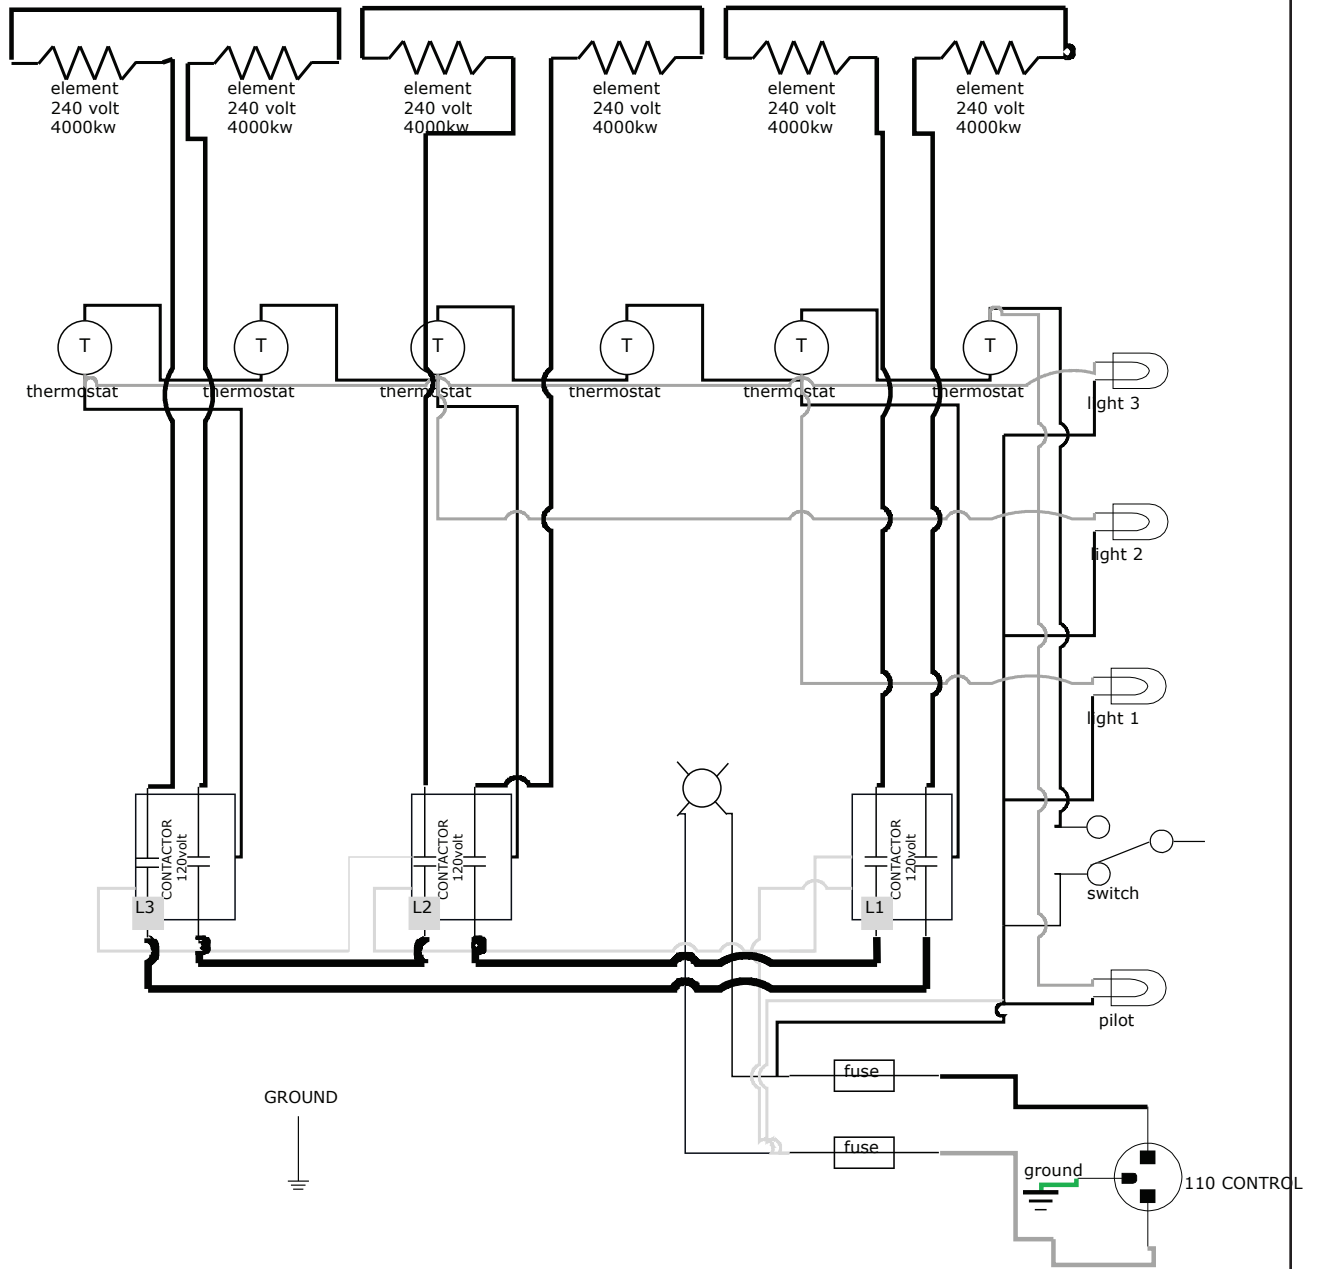 element
240 volt
4000kw
element
240 volt
4000kw
element
240 volt
4000kw
element
240 volt
4000kw
element
240 volt
4000kw
element
240 volt
4000kw
T
T
T
T
T
T
thermostat
thermostat
thermostat
thermostat
thermostat
thermostat
light 3
light 2
light 1
CONTACTOR
120volt
L3
CONTACTOR
120volt
L2
CONTACTOR
120volt
L1
switch
pilot
fuse
GROUND
fuse
ground
110 CONTROL